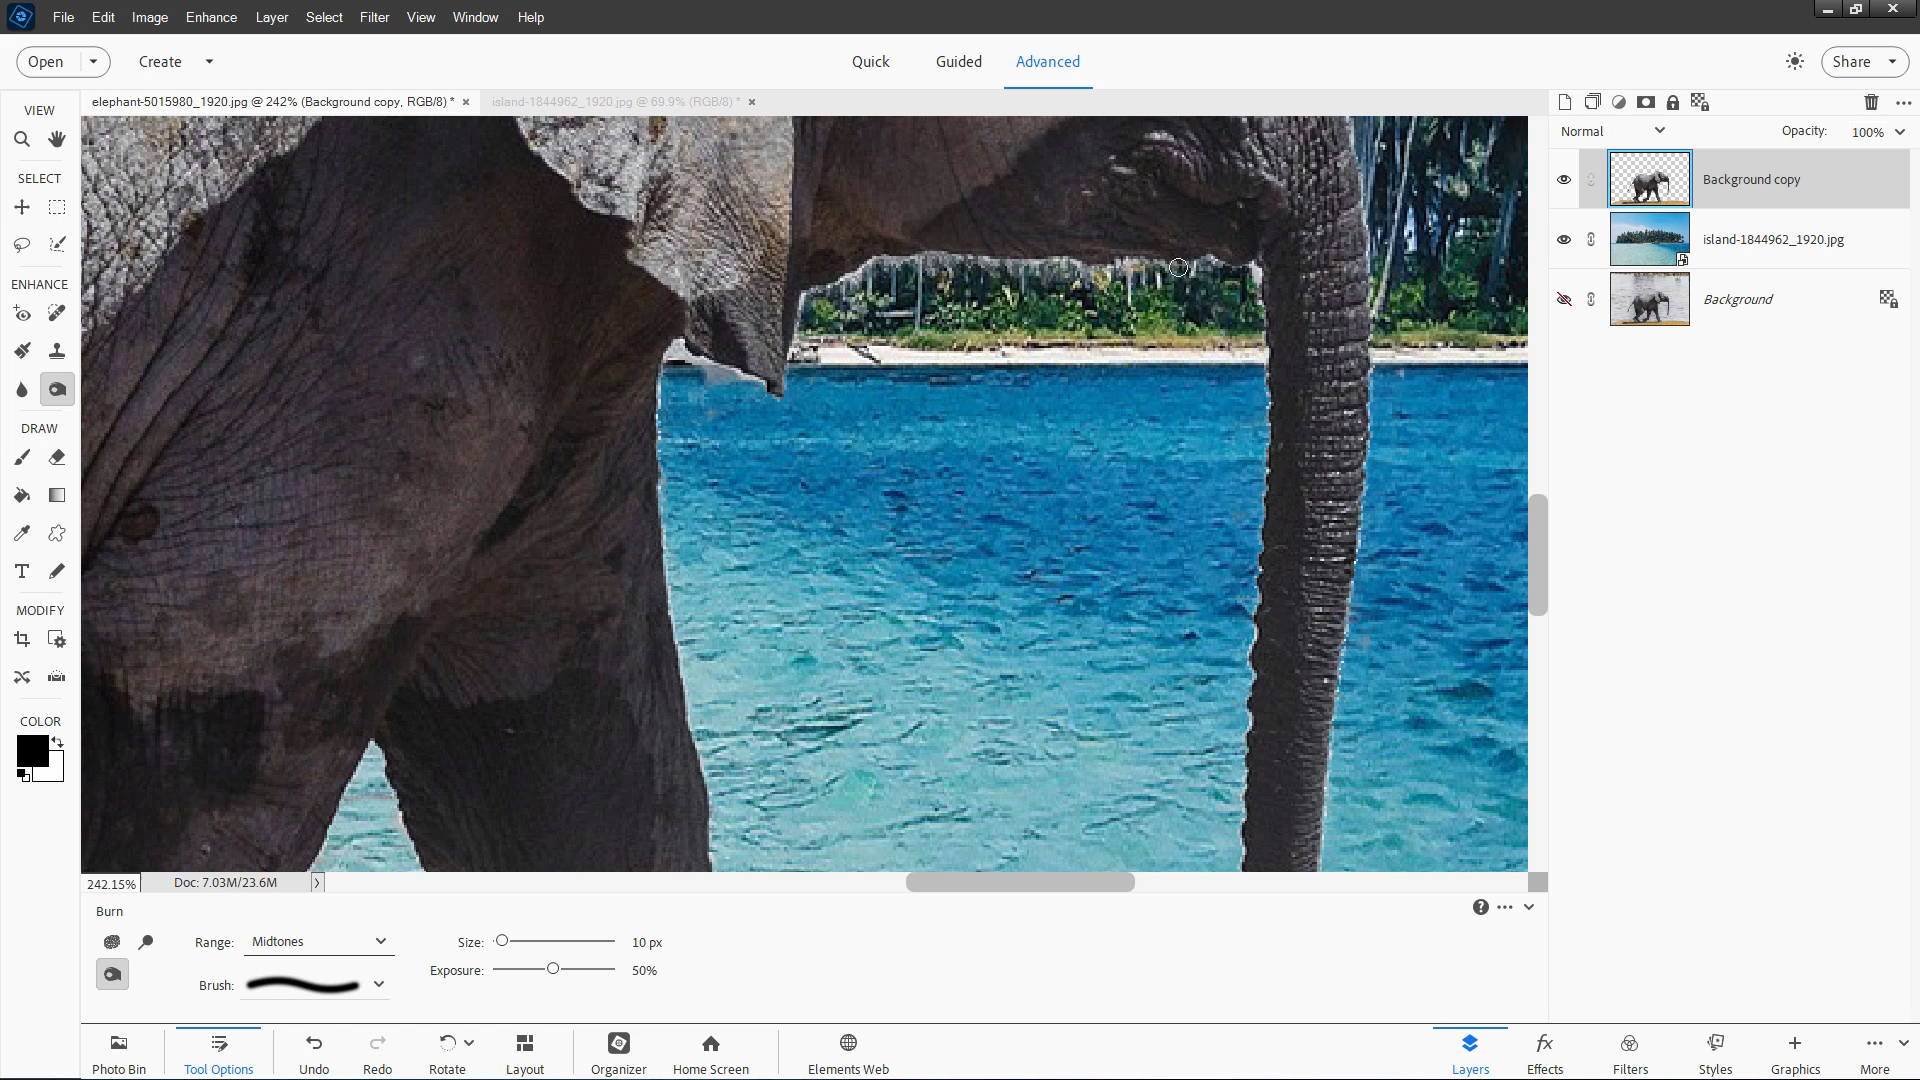 File Edit Image Enhance Layer Select Filter View Window Help
Open Create Quick Guided Advanced Share
elephant-5015980_1920.jpg @ 242% (Background copy, RGB/8) * island-1844962_1920.jpg @ 69.9% (RGB/8) *
VIEW
Normal Opacity: 100%
SELECT
Background copy
island-1844962_1920.jpg
ENHANCE
Background
DRAW
MODIFY
COLOR
242.15% Doc: 7.03M/23.6M
Burn
Range: Midtones Size: 10 px
Exposure: 50%
Brush:
Photo Bin Tool Options Undo Redo Rotate Layout Organizer Home Screen Elements Web Layers Effects Filters Styles Graphics More